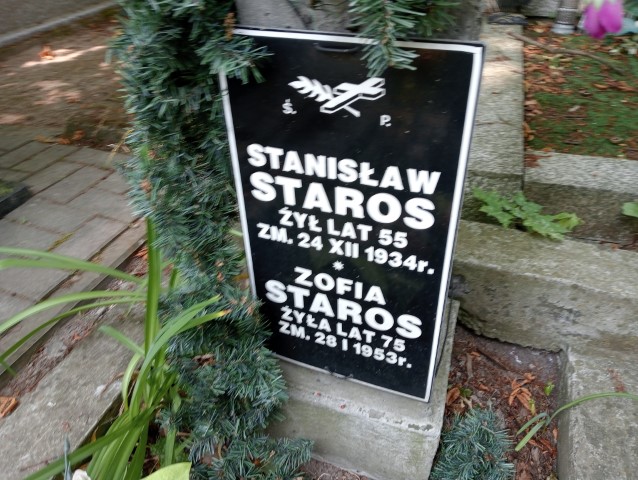 Ś. P.
STANISŁAW
STAROS
ŻYŁ LAT 55
ZM. 24 XII 1934r.
*
ZOFIA
STAROS
ŻYŁA LAT 75
ZM. 28 I 1953r.